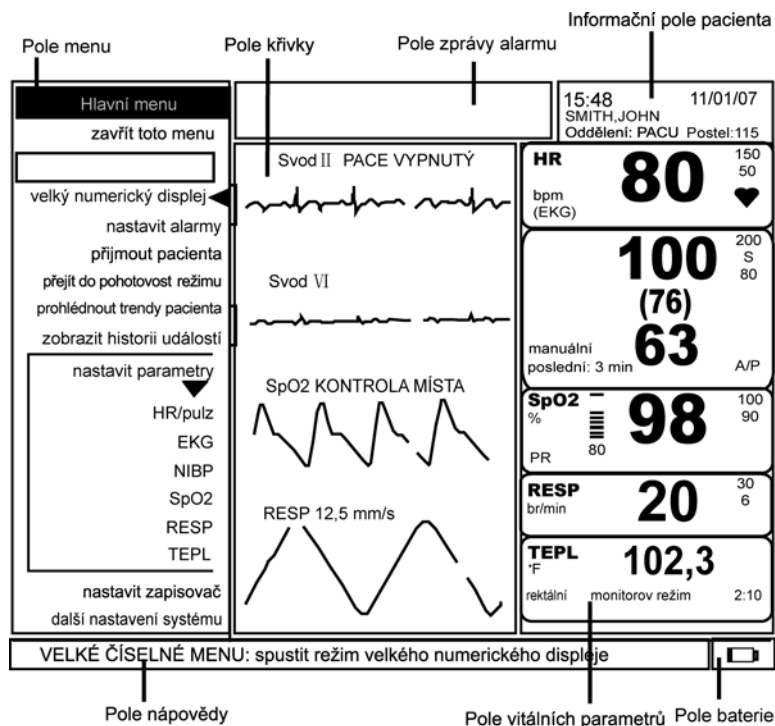 Informační pole pacienta
Pole menu
Pole křivky
Pole zprávy alarmu
Hlavní menu
zavřít toto menu
velký numerický displej
nastavit alarmy
přijmout pacienta
přejít do pohotovost režimu
prohlédnout trendy pacienta
zobrazit historii událostí
nastavit parametry
HR/pulz
EKG
NIBP
SpO2
RESP
TEPL
nastavit zapisovač
další nastavení systému
Svod II PACE VYPNUTÝ
Svod VI
SpO2 KONTROLA MÍSTA
RESP 12,5 mm/s
15:48 11/01/07
SMITH,JOHN
Oddělení: PACU Postel:115
HR 80 150
50
bpm
(EKG)
100 200
S
80
(76)
manuální 63
poslední: 3 min A/P
SpO2 98 100
% 90
80
PR
RESP 20 30
br/min 6
TEPL 102,3
°F
rektální monitorov režim 2:10
VELKÉ ČÍSELNÉ MENU: spustit režim velkého numerického displeje
Pole nápovědy
Pole vitálních parametrů
Pole baterie